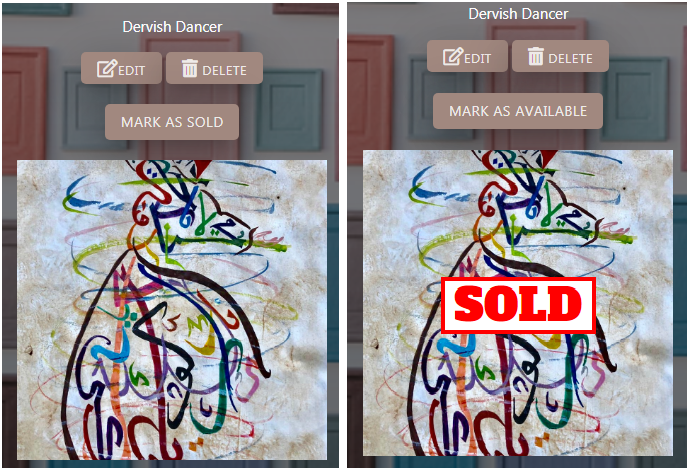 Dervish Dancer
EDIT DELETE
MARK AS SOLD
Dervish Dancer
EDIT DELETE
MARK AS AVAILABLE
SOLD